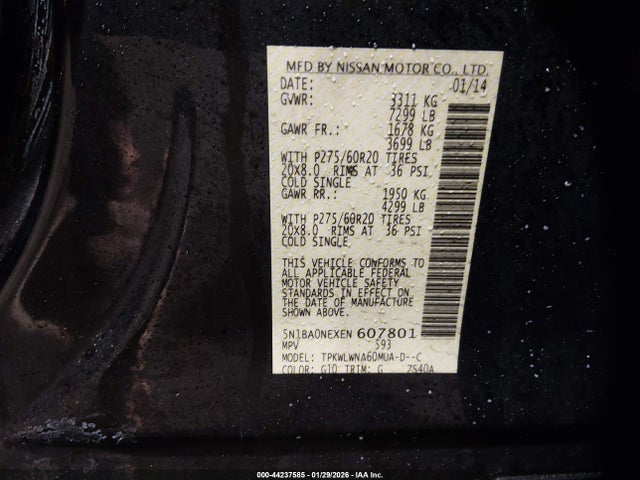 MFD BY NISSAN MOTOR CO., LTD.
DATE: 01/14
GVWR: 3311 KG
7299 LB
GAWR FR.: 1678 KG
3699 LB
WITH P275/60R20 TIRES
20X8.0 RIMS AT 36 PSI
COLD SINGLE
GAWR RR.: 1950 KG
4299 LB
WITH P275/60R20 TIRES
20X8.0 RIMS AT 36 PSI
COLD SINGLE
THIS VEHICLE CONFORMS TO
ALL APPLICABLE FEDERAL
MOTOR VEHICLE SAFETY
STANDARDS IN EFFECT ON
THE DATE OF MANUFACTURE
SHOWN ABOVE.
5N1BA0NEXEN 607801
MPV S93
MODEL: TPKWLWNA60MUA-D--C
COLOR: G10 TRIM: G ZS40A
000-44237585 - 01/29/2026 - IAA Inc.